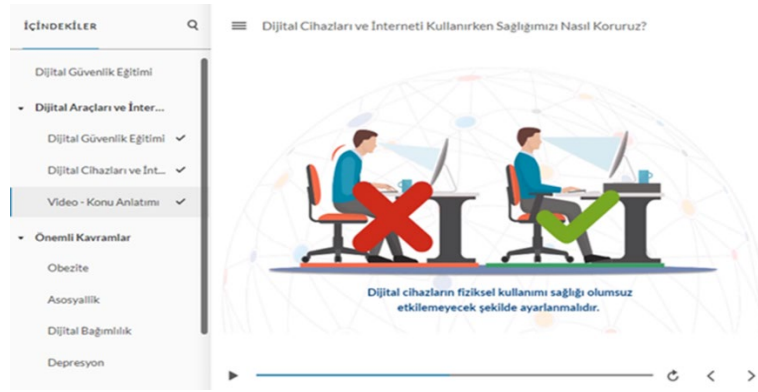 İÇİNDEKİLER
Dijital Güvenlik Eğitimi
Dijital Araçları ve İnter...
Dijital Güvenlik Eğitimi
Dijital Cihazları ve İnt...
Video - Konu Anlatımı
Önemli Kavramlar
Obezite
Asosyallik
Dijital Bağımlılık
Depresyon
Dijital Cihazları ve İnterneti Kullanırken Sağlığımızı Nasıl Koruruz?
Dijital cihazların fiziksel kullanımı sağlığı olumsuz
etkilemeyecek şekilde ayarlanmalıdır.